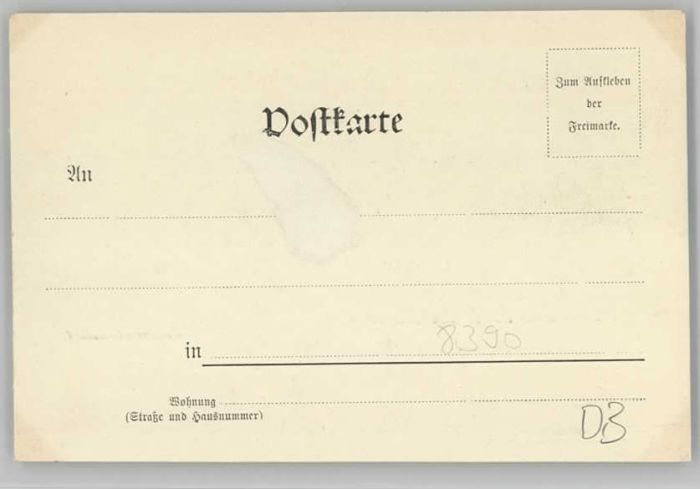 Zum Aufkleben
der
Freimarke.
Postkarte
An
8390
in
Wohnung
(Straße und Hausnummer)
DB